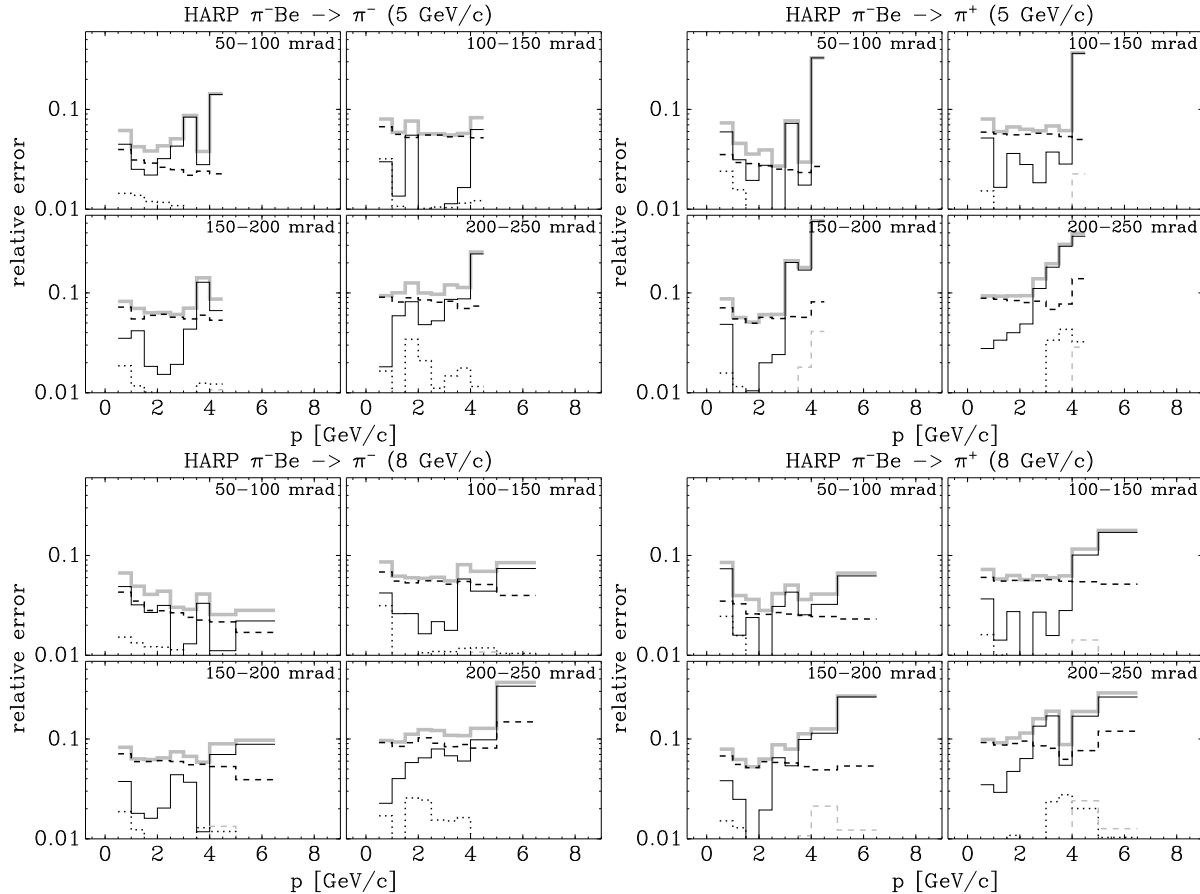 HARP π⁻Be -> π⁻ (5 GeV/c)
HARP π⁻Be -> π⁺ (5 GeV/c)
50-100 mrad
100-150 mrad
50-100 mrad
100-150 mrad
0.1
0.1
0.01
0.01
150-200 mrad
200-250 mrad
150-200 mrad
200-250 mrad
0.1
0.1
0.01
0.01
relative error
relative error
0 2 4 6 8
0 2 4 6 8
0 2 4 6 8
0 2 4 6 8
p [GeV/c]
p [GeV/c]
p [GeV/c]
p [GeV/c]
HARP π⁻Be -> π⁻ (8 GeV/c)
HARP π⁻Be -> π⁺ (8 GeV/c)
50-100 mrad
100-150 mrad
50-100 mrad
100-150 mrad
0.1
0.1
0.01
0.01
150-200 mrad
200-250 mrad
150-200 mrad
200-250 mrad
0.1
0.1
0.01
0.01
relative error
relative error
0 2 4 6 8
0 2 4 6 8
0 2 4 6 8
0 2 4 6 8
p [GeV/c]
p [GeV/c]
p [GeV/c]
p [GeV/c]